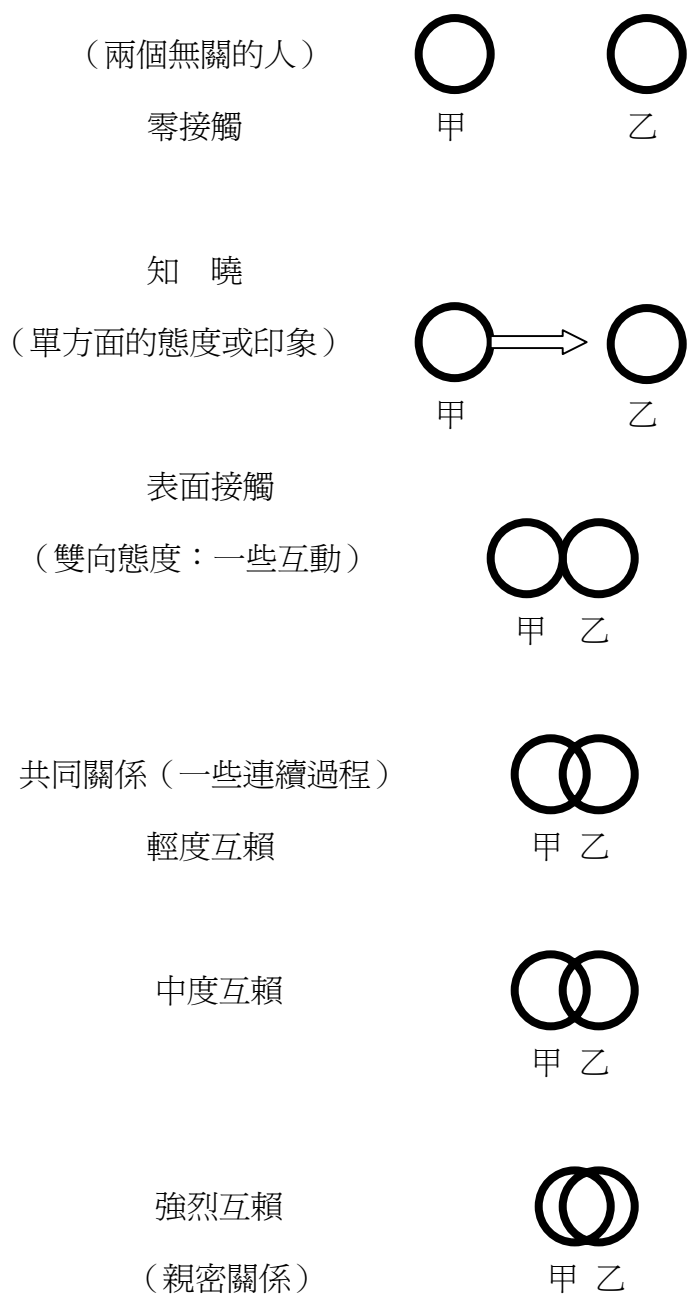 （兩個無關的人）
零接觸 甲 乙
知　曉
（單方面的態度或印象）
甲 乙
表面接觸
（雙向態度：一些互動）
甲 乙
共同關係（一些連續過程）
輕度互賴 甲 乙
中度互賴
甲 乙
強烈互賴
（親密關係） 甲 乙